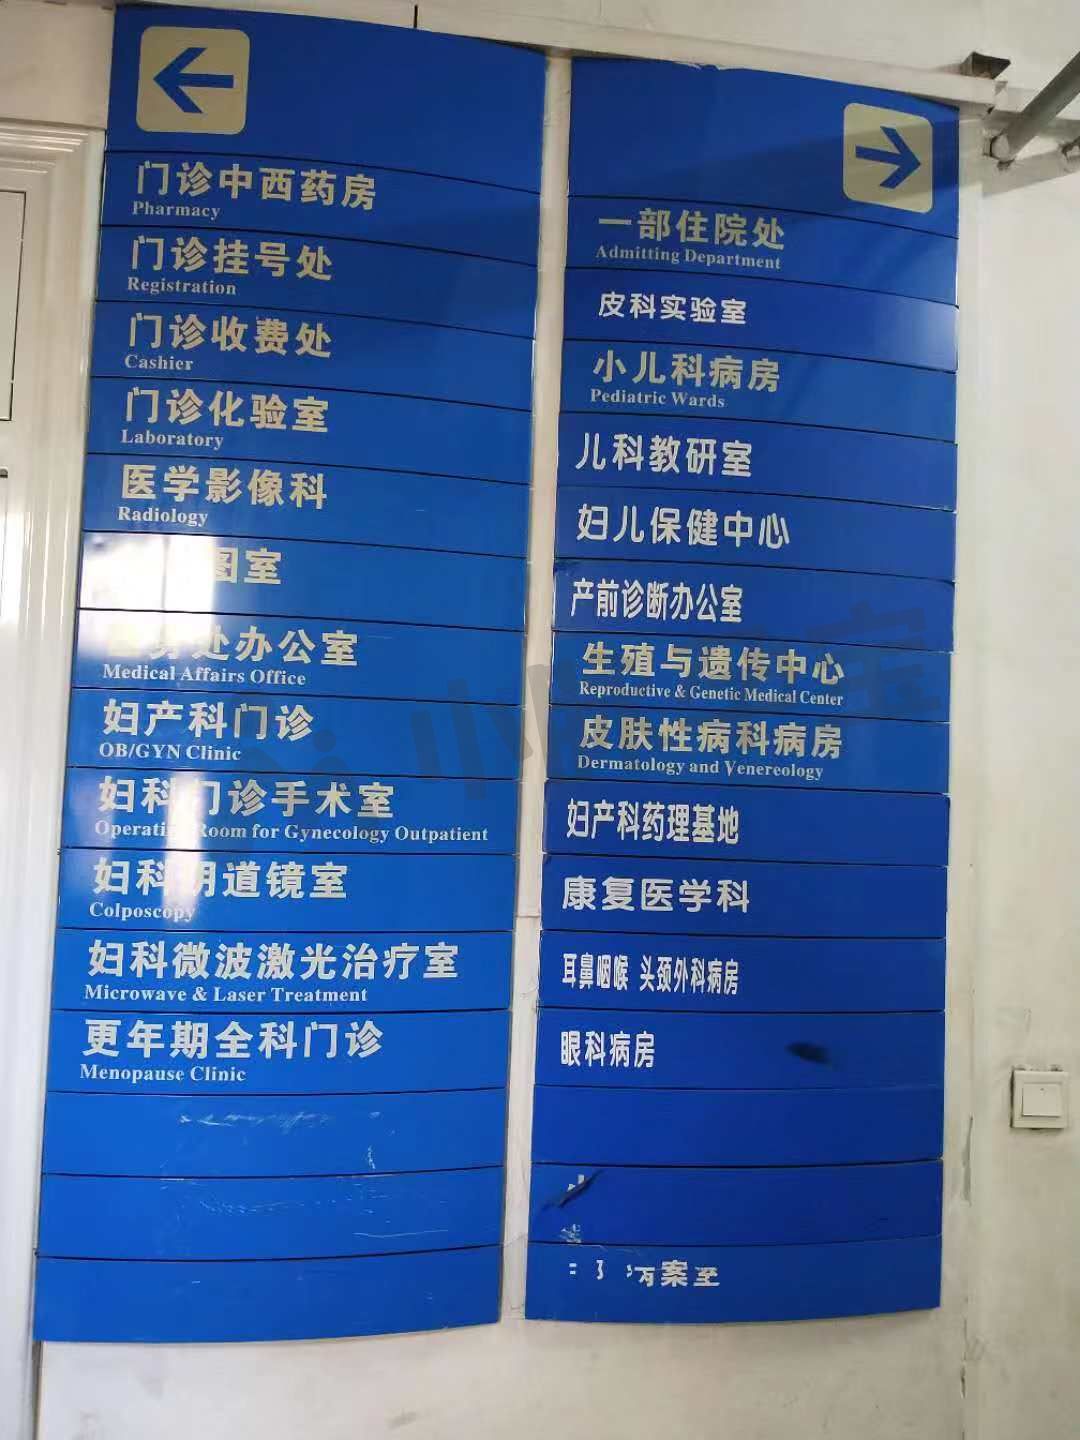 门诊中西药房
Pharmacy
门诊挂号处
Registration
门诊收费处
Cashier
门诊化验室
Laboratory
医学影像科
Radiology
图室
处办公室
Medical Affairs Office
妇产科门诊
OB/GYN Clinic
妇科门诊手术室
Operating Room for Gynecology Outpatient
妇科阴道镜室
Colposcopy
妇科微波激光治疗室
Microwave & Laser Treatment
更年期全科门诊
Menopause Clinic
一部住院处
Admitting Department
皮科实验室
小儿科病房
Pediatric Wards
儿科教研室
妇儿保健中心
产前诊断办公室
生殖与遗传中心
Reproductive & Genetic Medical Center
皮肤性病科病房
Dermatology and Venereology
妇产科药理基地
康复医学科
耳鼻咽喉 头颈外科病房
眼科病房
案